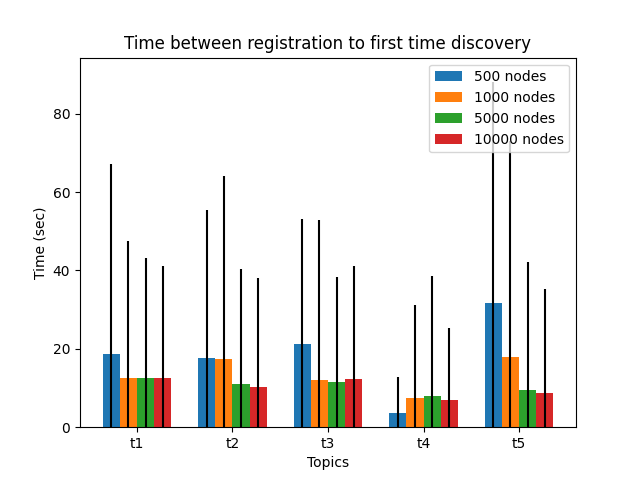 Time between registration to first time discovery
500 nodes
1000 nodes
5000 nodes
10000 nodes
80
60
40
20
0
Time (sec)
t1 t2 t3 t4 t5
Topics